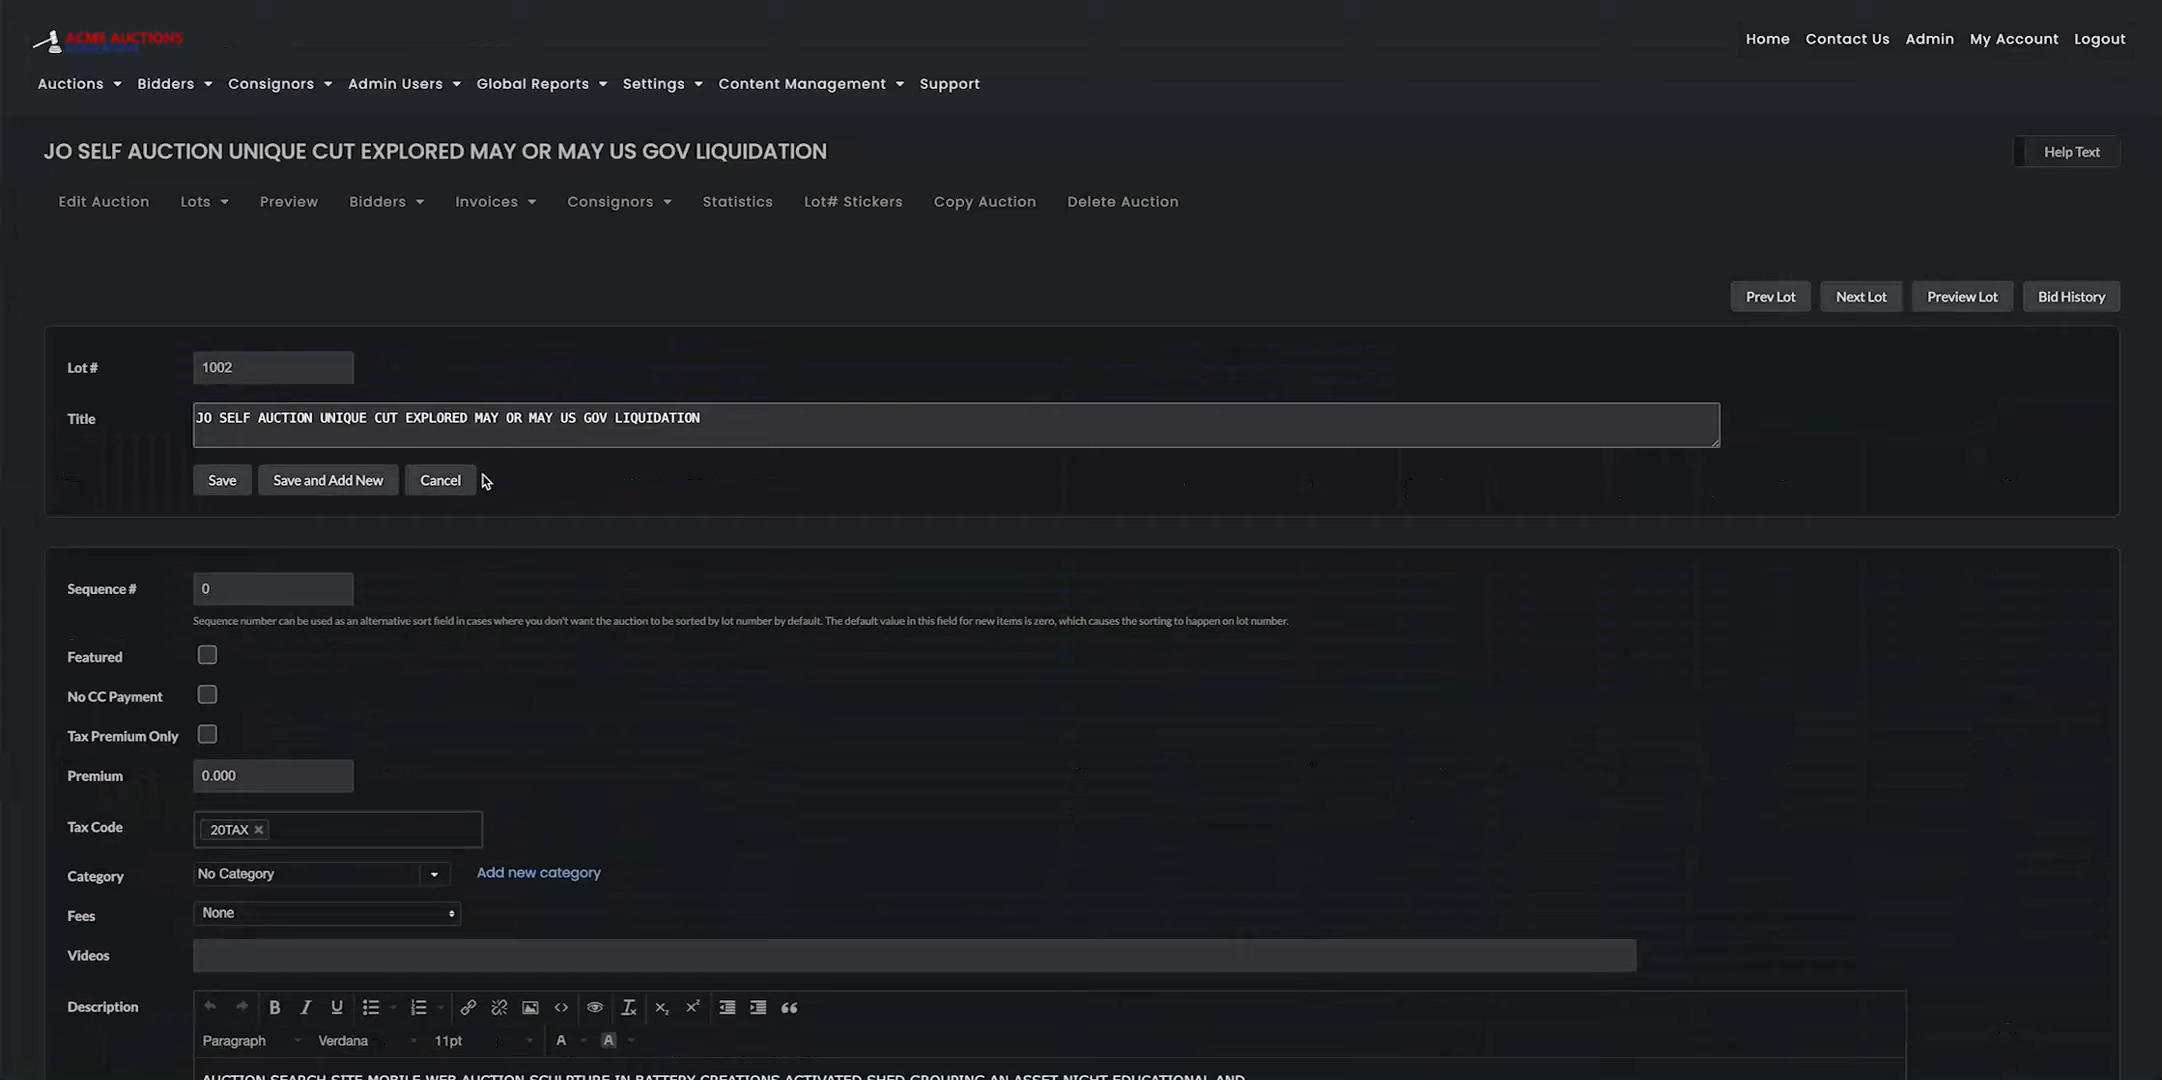 ACME AUCTIONS
Home Contact Us Admin My Account Logout
Auctions Bidders Consignors Admin Users Global Reports Settings Content Management Support
JO SELF AUCTION UNIQUE CUT EXPLORED MAY OR MAY US GOV LIQUIDATION
Help Text
Edit Auction Lots Preview Bidders Invoices Consignors Statistics Lot# Stickers Copy Auction Delete Auction
Prev Lot Next Lot Preview Lot Bid History
Lot # 1002
Title JO SELF AUCTION UNIQUE CUT EXPLORED MAY OR MAY US GOV LIQUIDATION
Save Save and Add New Cancel
Sequence # 0
Sequence number can be used as an alternative sort field in cases where you don't want the auction to be sorted by lot number by default. The default value in this field for new items is zero, which causes the sorting to happen on lot number.
Featured
No CC Payment
Tax Premium Only
Premium 0.000
Tax Code 20TAX
Category No Category Add new category
Fees None
Videos
Description
Paragraph Verdana 11pt
AUCTION SEARCH SITE MOBILE WEB AUCTION SCULPTURE IN BATTERY CREATIONS ACTIVATED SHED GROUPING AN ASSET NIGHT EDUCATIONAL AND